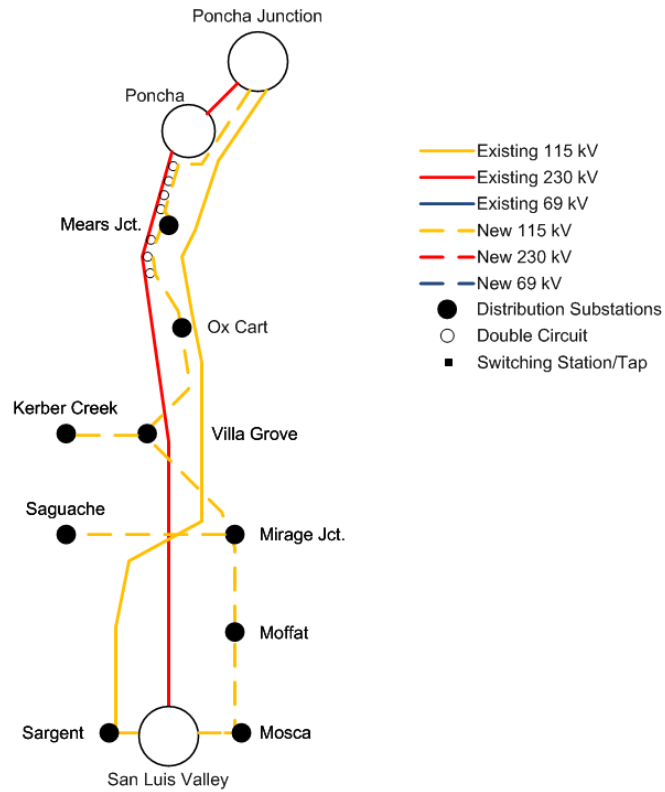 Poncha Junction
Poncha
Existing 115 kV
Existing 230 kV
Existing 69 kV
New 115 kV
New 230 kV
New 69 kV
Distribution Substations
Double Circuit
Switching Station/Tap
Mears Jct.
Ox Cart
Kerber Creek
Villa Grove
Saguache
Mirage Jct.
Moffat
Sargent
Mosca
San Luis Valley